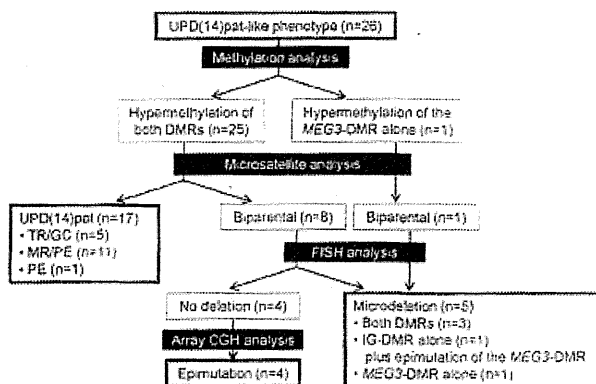 UPD(14)pat-like phenotype (n=26)
Methylation analysis
Hypermethylation of
both DMRs (n=25)
Hypermethylation of the
MEG3-DMR alone (n=1)
Microsatellite analysis
UPD(14)pat (n=17)
• TR/GC (n=5)
• MR/PE (n=11)
• PE (n=1)
Biparental (n=8)
Biparental (n=1)
FISH analysis
No deletion (n=4)
Microdeletion (n=5)
• Both DMRs (n=3)
• IG-DMR alone (n=1)
plus epimutation of the MEG3-DMR
• MEG3-DMR alone (n=1)
Array CGH analysis
Epimutation (n=4)